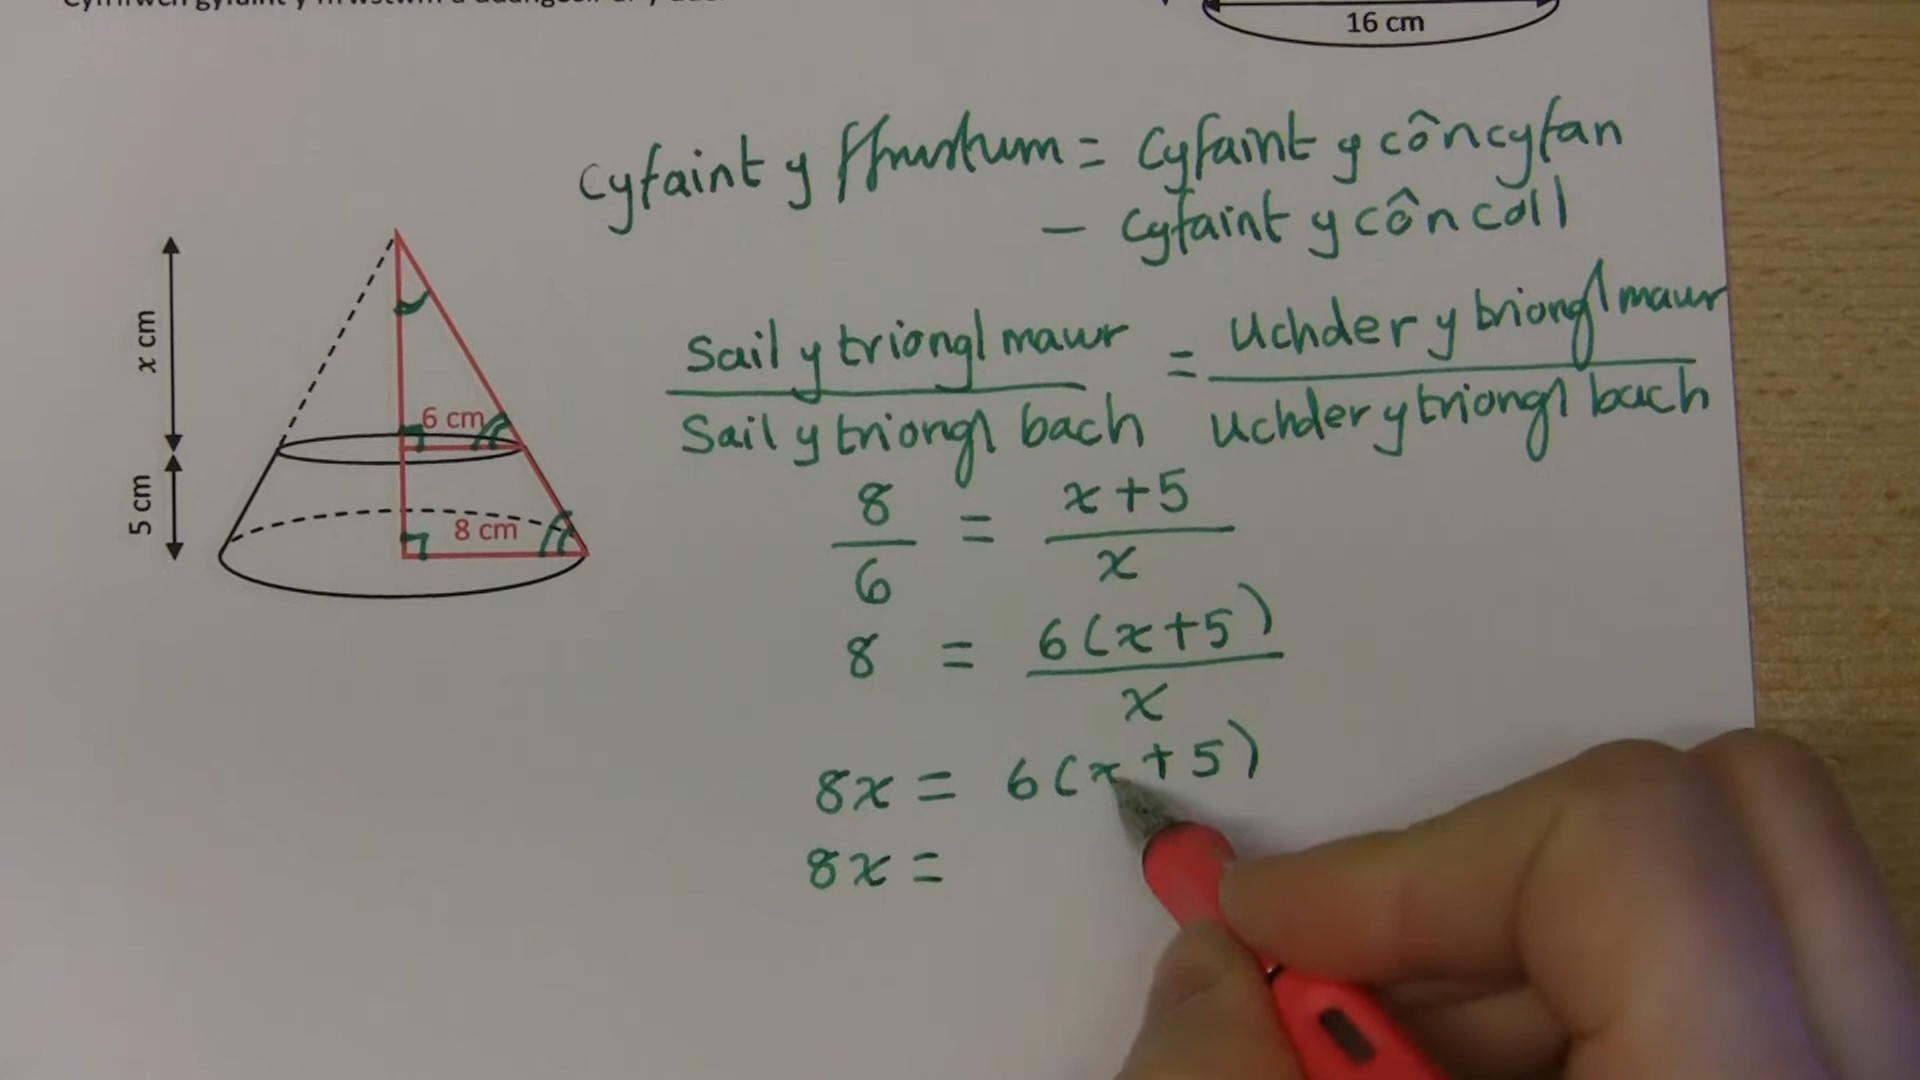 16 cm
Cyfaint y ffrwstwm = Cyfaint y côn cyfan
- Cyfaint y côn coll
Sail y triongl mawr = Uchder y triongl mawr
Sail y triongl bach Uchder y triongl bach
x cm
6 cm
5 cm
8 cm
8 = x+5
6 x
8 = 6(x+5)
x
8x = 6(x+5)
8x =